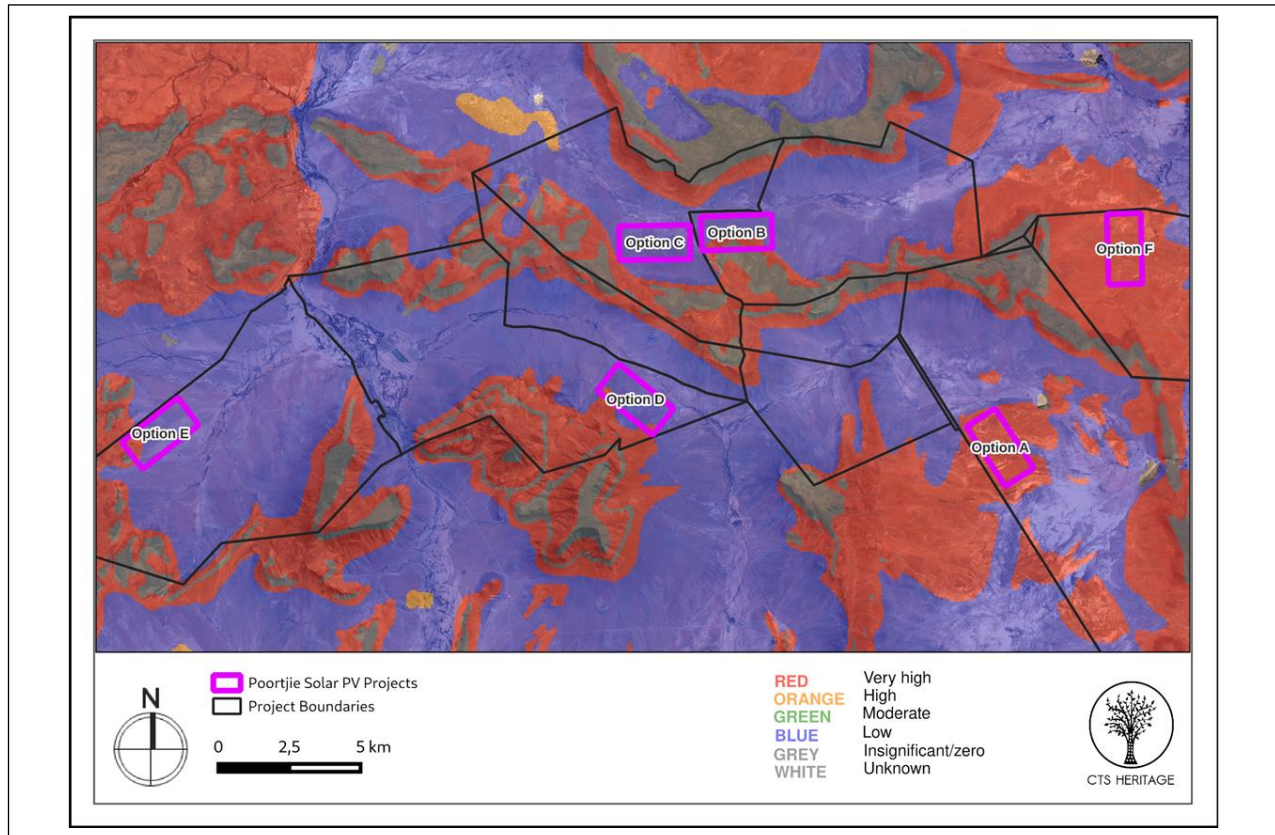 Option C
Option B
Option F
Option D
Option E
Option A
N
Poortjie Solar PV Projects
Project Boundaries
0 2,5 5 km
RED Very high
ORANGE High
GREEN Moderate
BLUE Low
GREY Insignificant/zero
WHITE Unknown
CTS HERITAGE